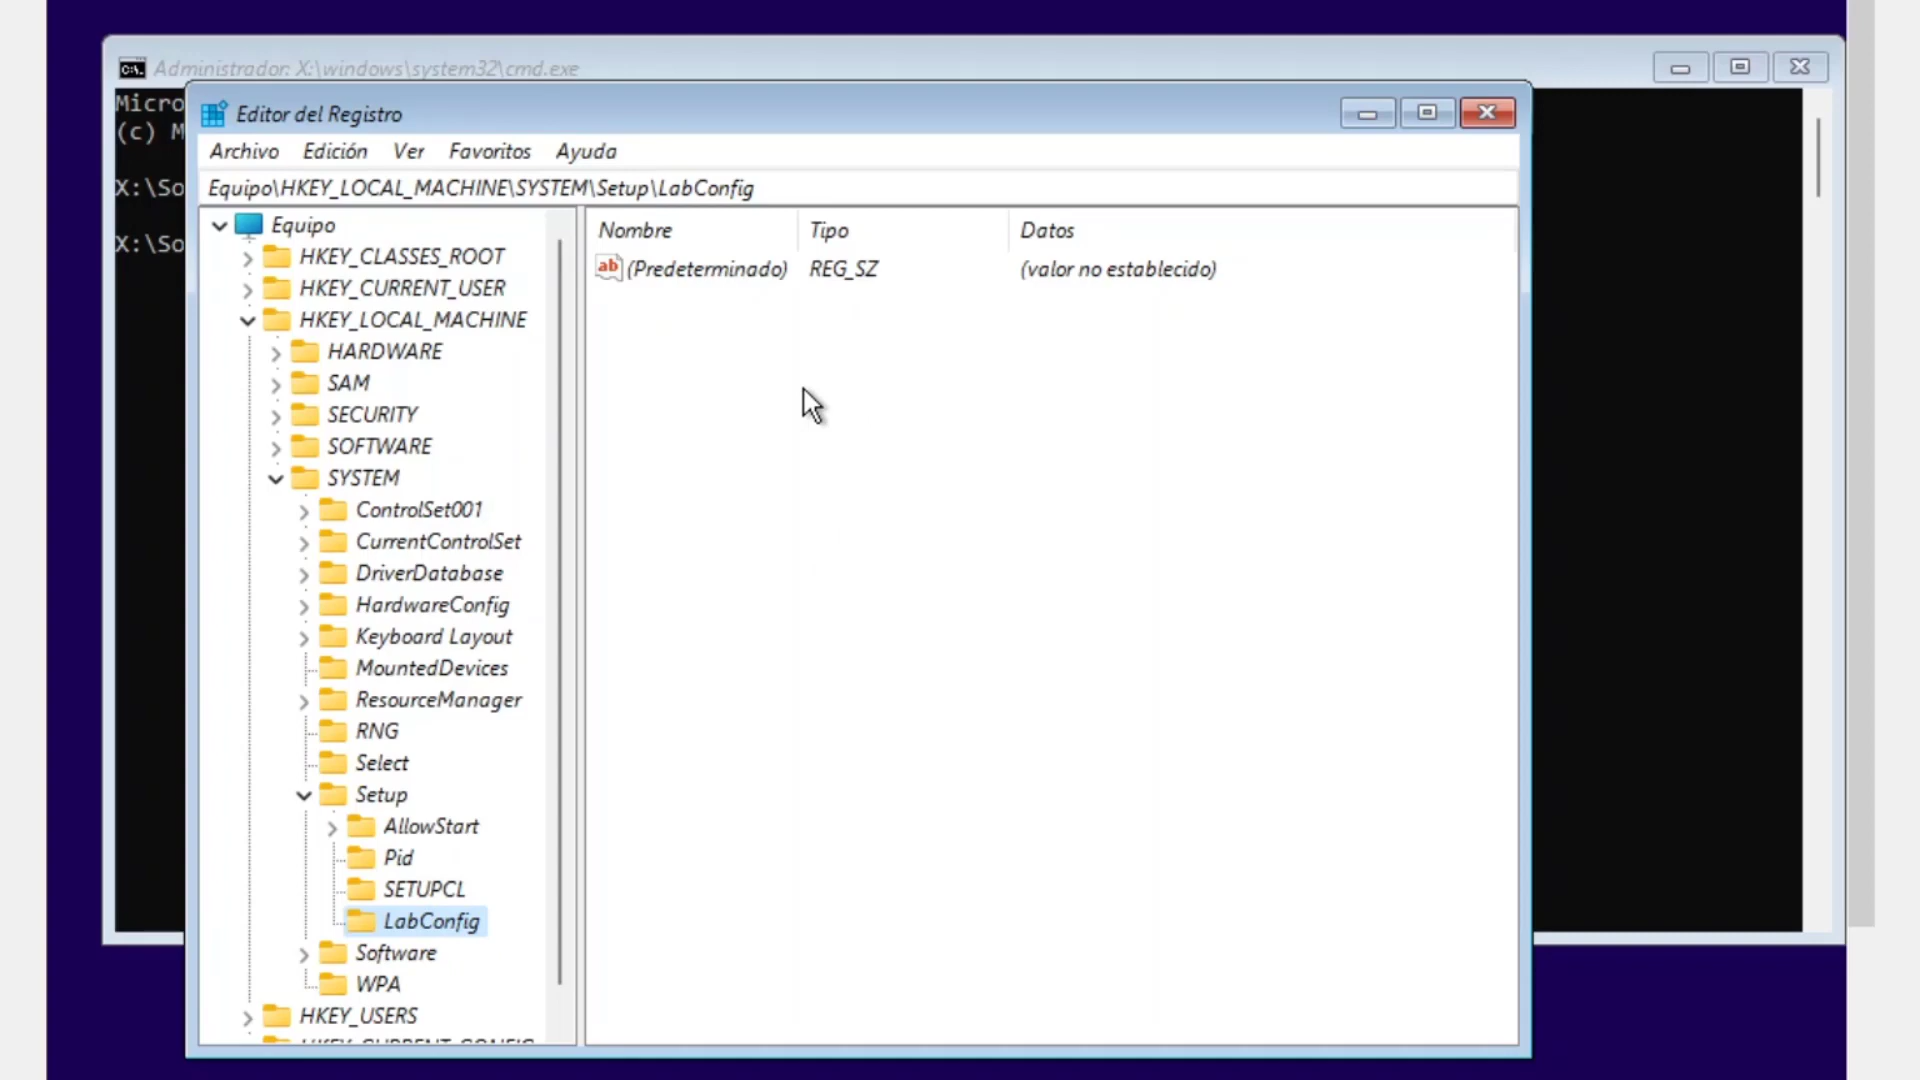 Administrador: X:\windows\system32\cmd.exe
Micro
(c) M
X:\So
X:\So
Editor del Registro
Archivo Edición Ver Favoritos Ayuda
Equipo\HKEY_LOCAL_MACHINE\SYSTEM\Setup\LabConfig
Equipo
HKEY_CLASSES_ROOT
HKEY_CURRENT_USER
HKEY_LOCAL_MACHINE
HARDWARE
SAM
SECURITY
SOFTWARE
SYSTEM
ControlSet001
CurrentControlSet
DriverDatabase
HardwareConfig
Keyboard Layout
MountedDevices
ResourceManager
RNG
Select
Setup
AllowStart
Pid
SETUPCL
LabConfig
Software
WPA
HKEY_USERS
HKEY_CURRENT_CONFIG
Nombre Tipo Datos
ab (Predeterminado) REG_SZ (valor no establecido)